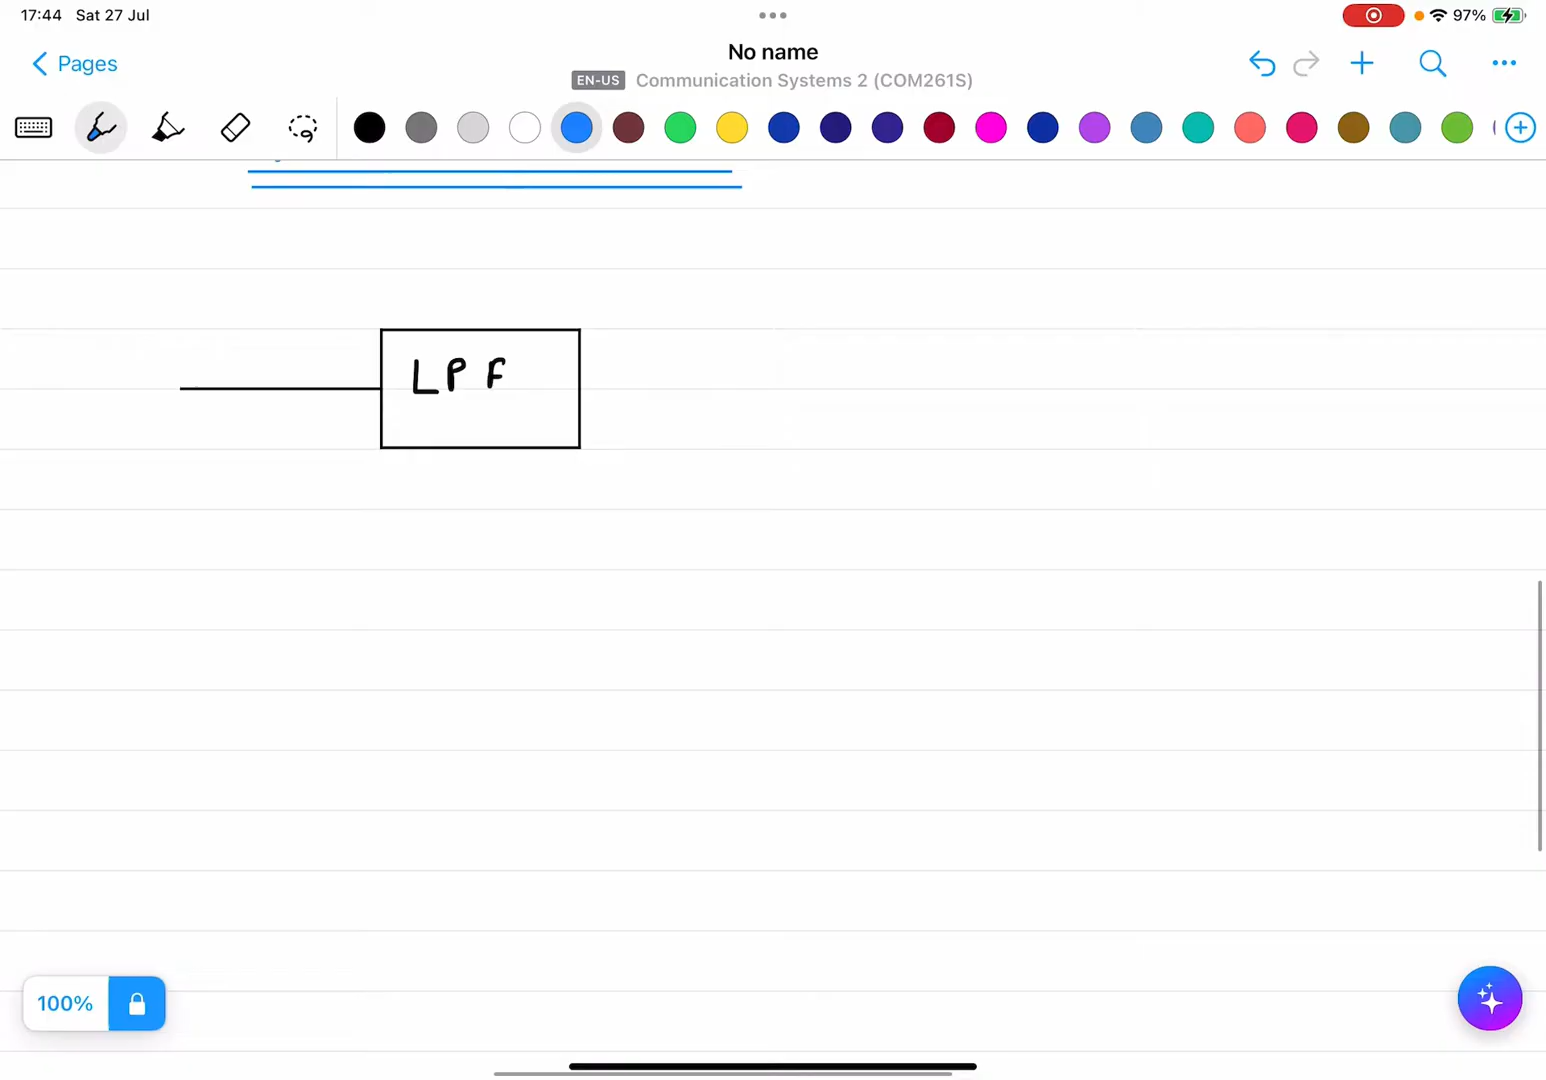 17:44 Sat 27 Jul
97%
Pages
No name
EN-US Communication Systems 2 (COM261S)
LPF
100%